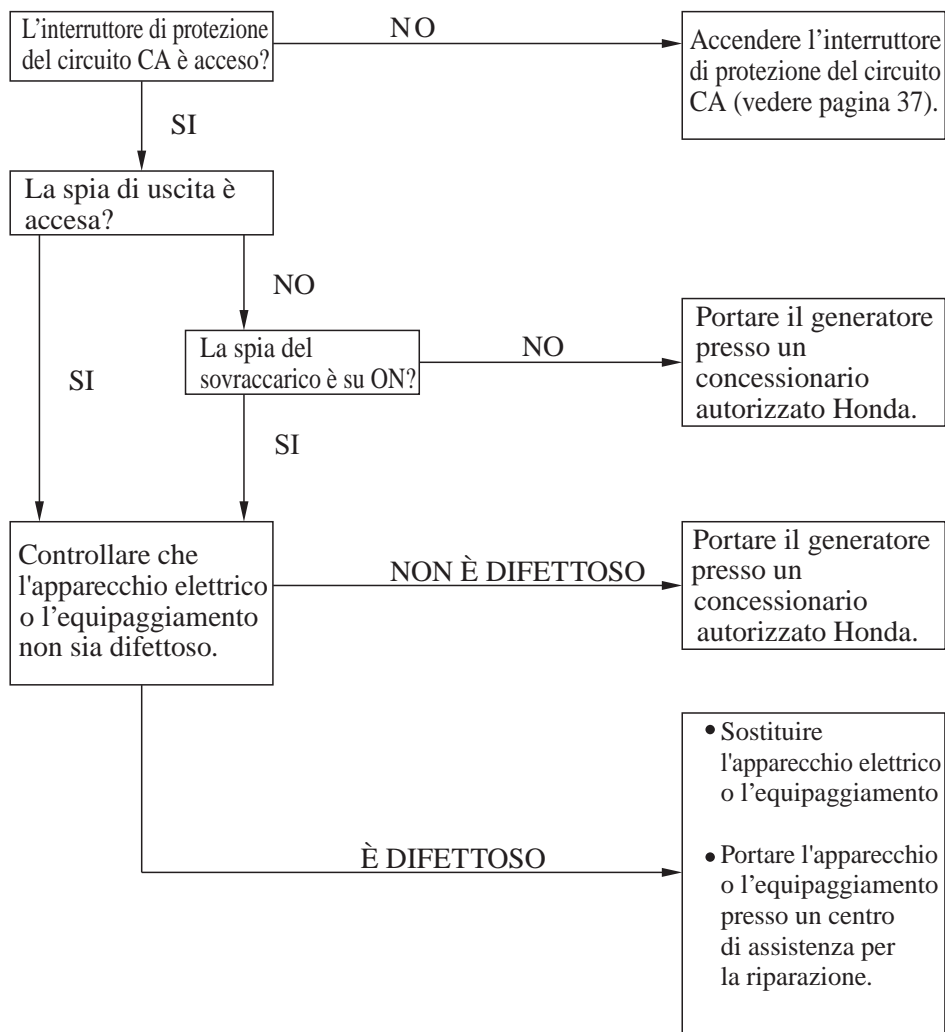 L’interruttore di protezione
del circuito CA è acceso?
NO
Accendere l’interruttore
di protezione del circuito
CA (vedere pagina 37).
SI
La spia di uscita è
accesa?
NO
SI
La spia del
sovraccarico è su ON?
NO
Portare il generatore
presso un
concessionario
autorizzato Honda.
SI
Controllare che
l'apparecchio elettrico
o l’equipaggiamento
non sia difettoso.
NON È DIFETTOSO
Portare il generatore
presso un
concessionario
autorizzato Honda.
È DIFETTOSO
• Sostituire
l'apparecchio elettrico
o l’equipaggiamento
• Portare l'apparecchio
o l’equipaggiamento
presso un centro
di assistenza per
la riparazione.